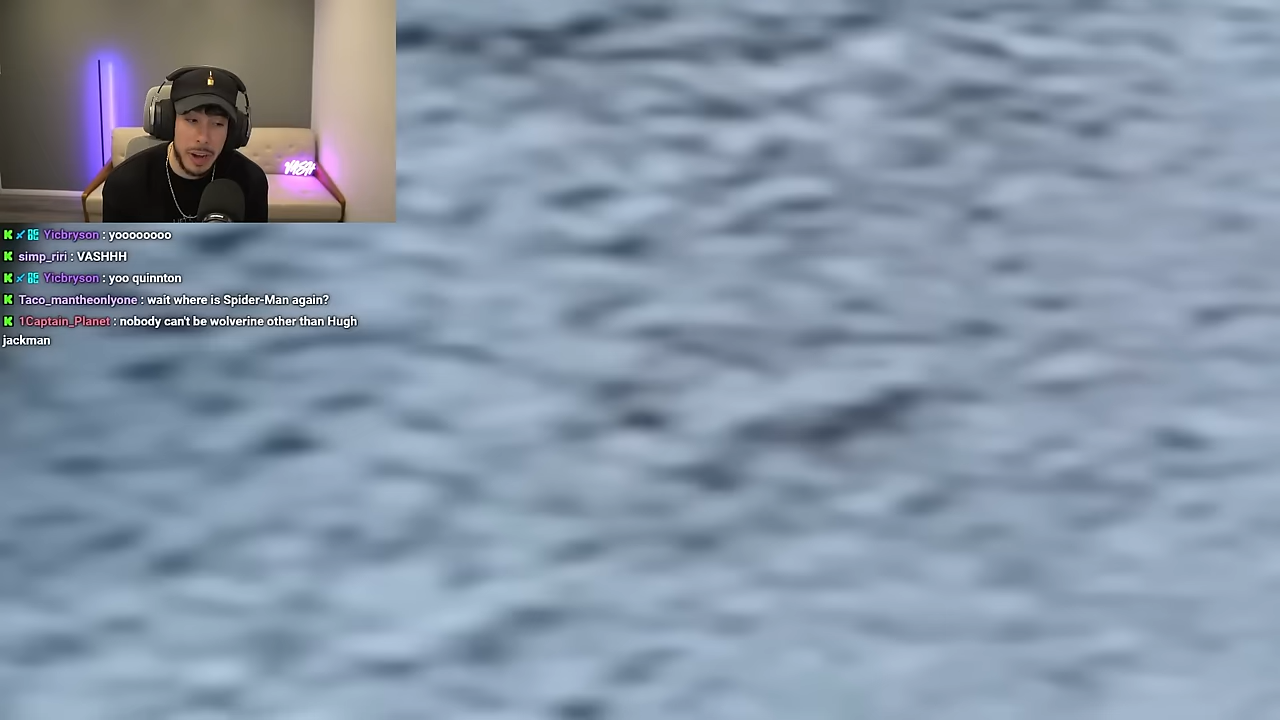 VASH
Yicbryson : yoooooooo
simp_riri : VASHHH
Yicbryson : yoo quinnton
Taco_mantheonlyone : wait where is Spider-Man again?
1Captain_Planet : nobody can't be wolverine other than Hugh
jackman